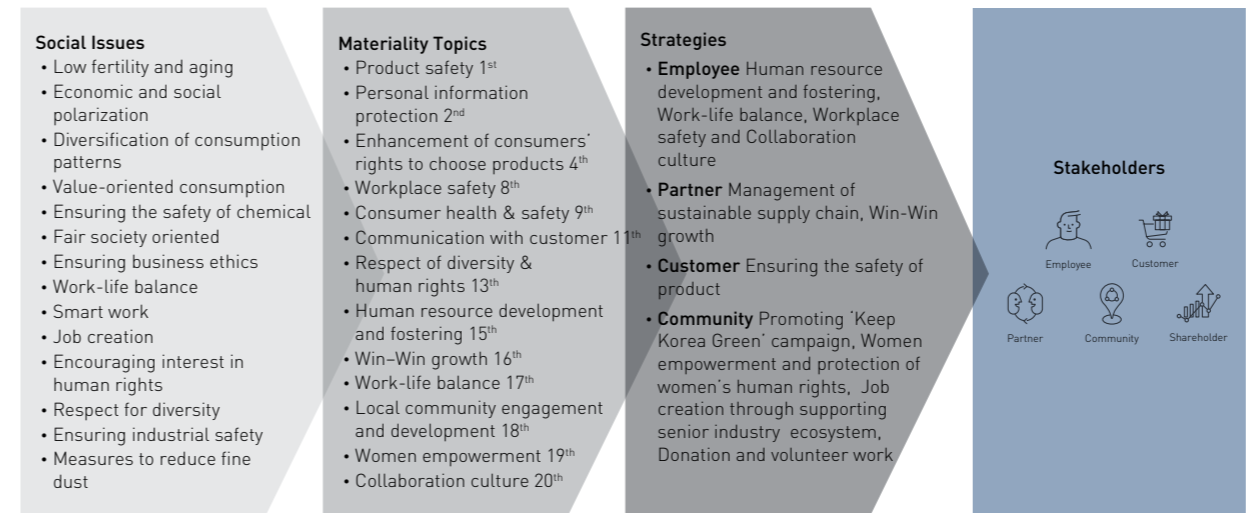 Social Issues
• Low fertility and aging
• Economic and social
polarization
• Diversification of consumption
patterns
• Value-oriented consumption
• Ensuring the safety of chemical
• Fair society oriented
• Ensuring business ethics
• Work-life balance
• Smart work
• Job creation
• Encouraging interest in
human rights
• Respect for diversity
• Ensuring industrial safety
• Measures to reduce fine
dust
Materiality Topics
• Product safety 1st
• Personal information
protection 2nd
• Enhancement of consumers'
rights to choose products 4th
• Workplace safety 8th
• Consumer health & safety 9th
• Communication with customer 11th
• Respect of diversity &
human rights 13th
• Human resource development
and fostering 15th
• Win–Win growth 16th
• Work-life balance 17th
• Local community engagement
and development 18th
• Women empowerment 19th
• Collaboration culture 20th
Strategies
• Employee Human resource
development and fostering,
Work-life balance, Workplace
safety and Collaboration
culture
• Partner Management of
sustainable supply chain, Win-Win
growth
• Customer Ensuring the safety of
product
• Community Promoting 'Keep
Korea Green' campaign, Women
empowerment and protection of
women's human rights, Job
creation through supporting
senior industry ecosystem,
Donation and volunteer work
Stakeholders
Employee
Customer
Partner
Community
Shareholder